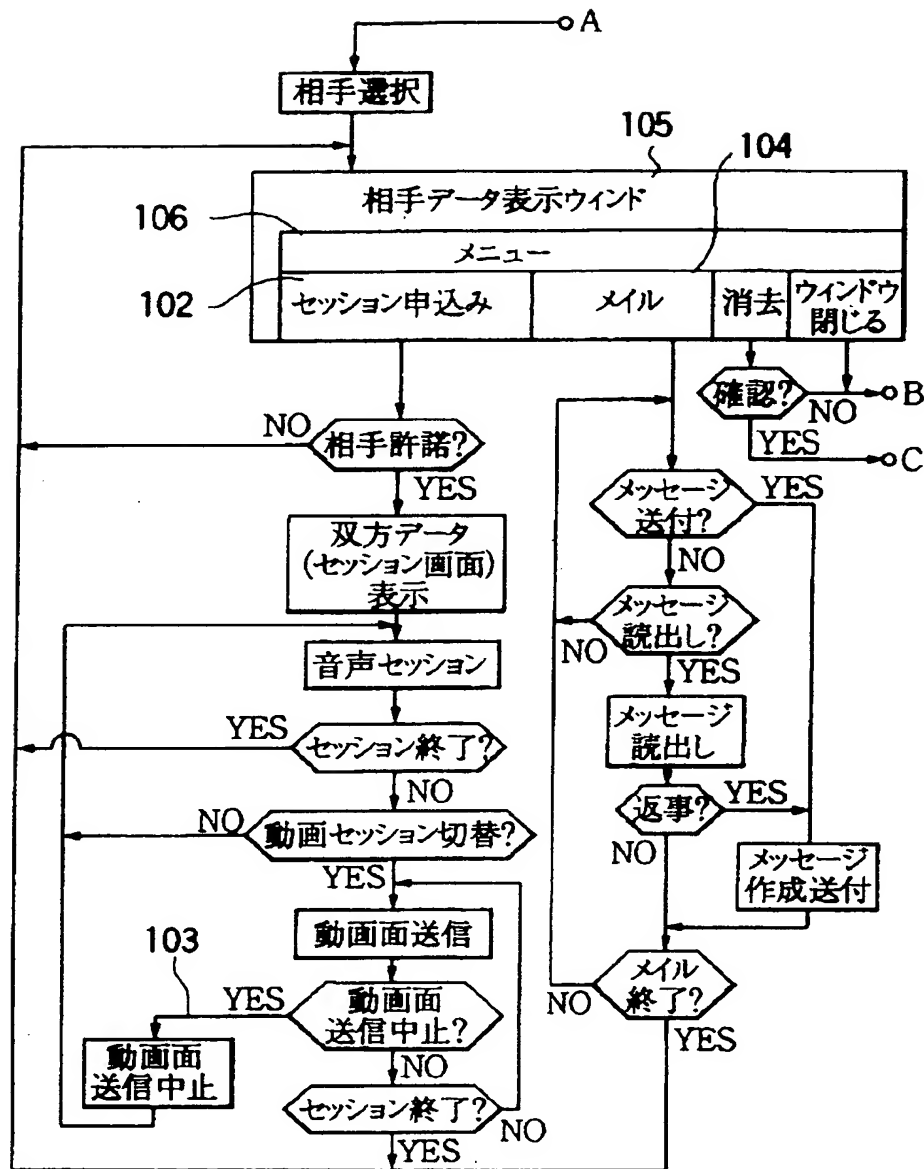 A
相手選択
105
104
相手データ表示ウィンド
106
メニュー
102
セッション申込み
メイル
消去
ウィンドウ
閉じる
確認?
NO
B
YES
C
NO
相手許諾?
YES
メッセージ
送付?
YES
NO
双方データ
(セッション画面)
表示
メッセージ
読出し?
NO
YES
音声セッション
メッセージ
読出し
YES
セッション終了?
NO
返事?
YES
NO
NO
動画セッション切替?
YES
メッセージ
作成送付
動画面送信
103
YES
動画面
送信中止?
NO
メイル
終了?
NO
YES
動画面
送信中止
セッション終了?
NO
YES